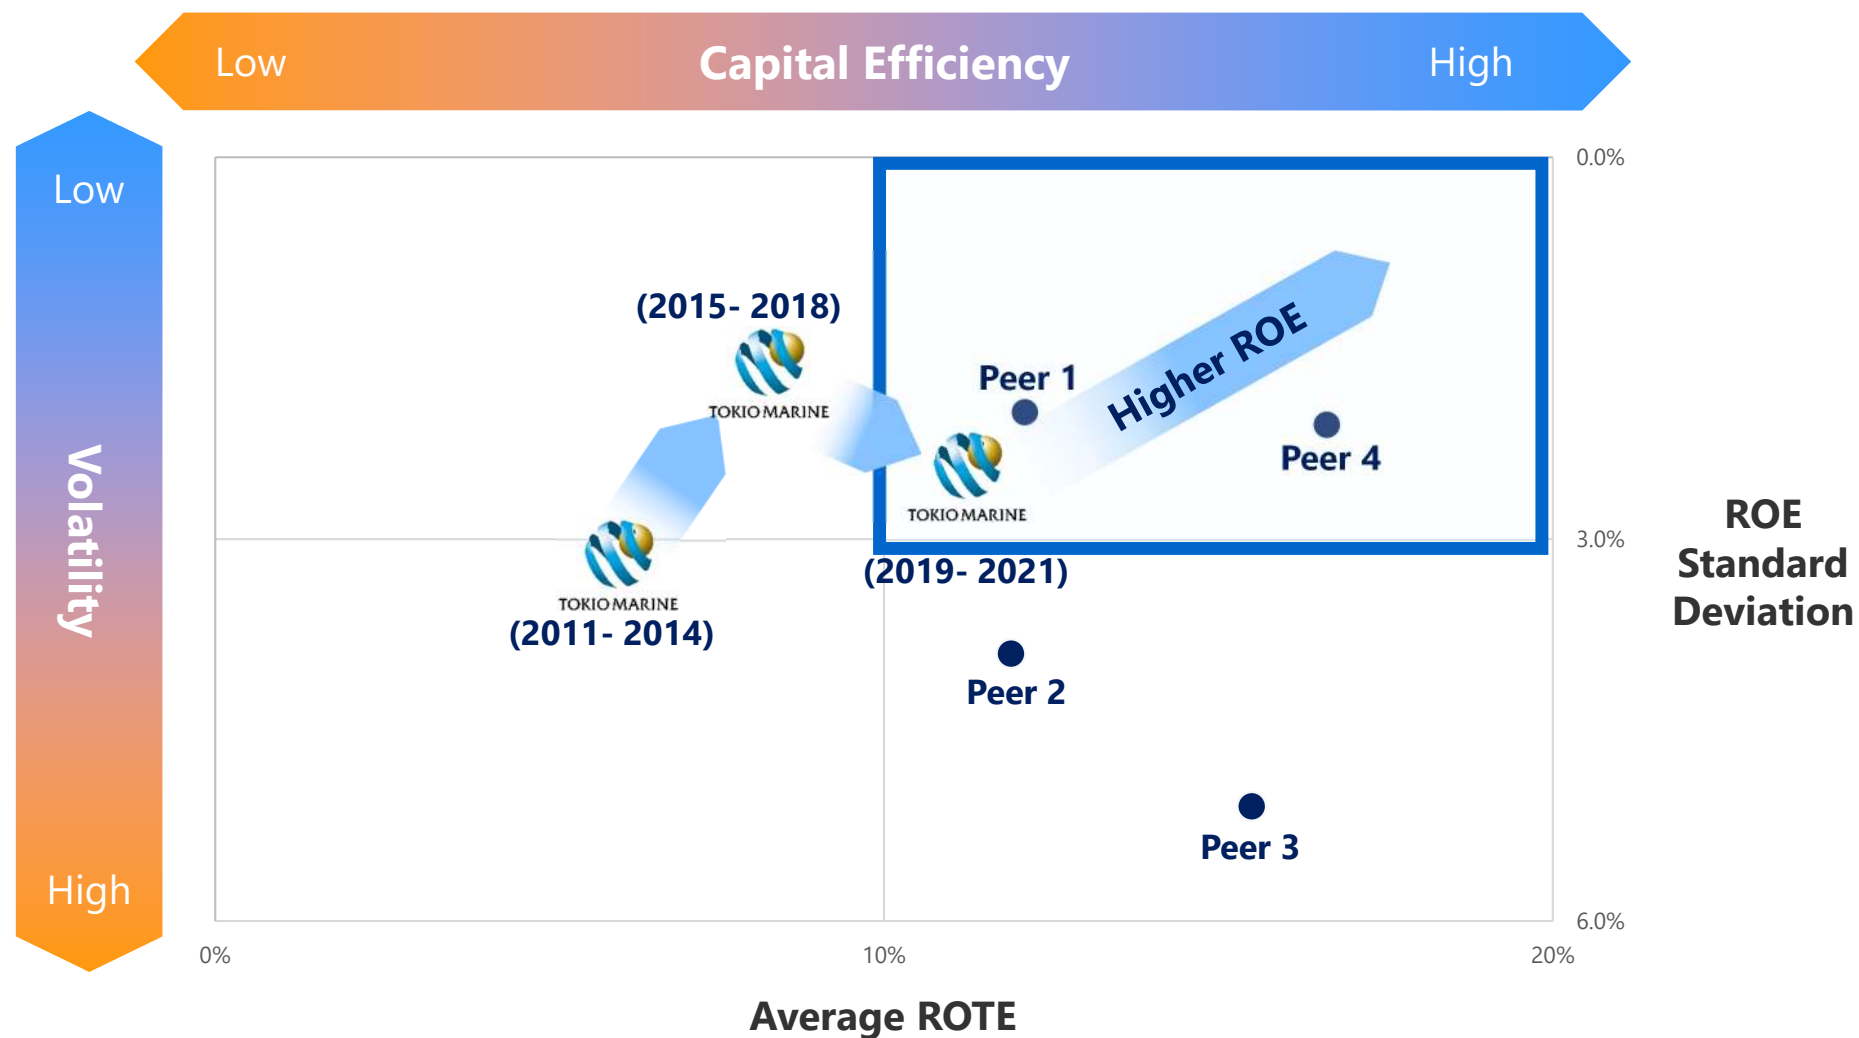 Low
Capital Efficiency
High
Low
Volatility
High
0.0%
(2015- 2018)
TOKIO MARINE
Higher ROE
Peer 1
Peer 4
TOKIO MARINE
3.0%
(2019- 2021)
TOKIO MARINE
(2011- 2014)
ROE
Standard
Deviation
Peer 2
Peer 3
6.0%
0%
10%
20%
Average ROTE